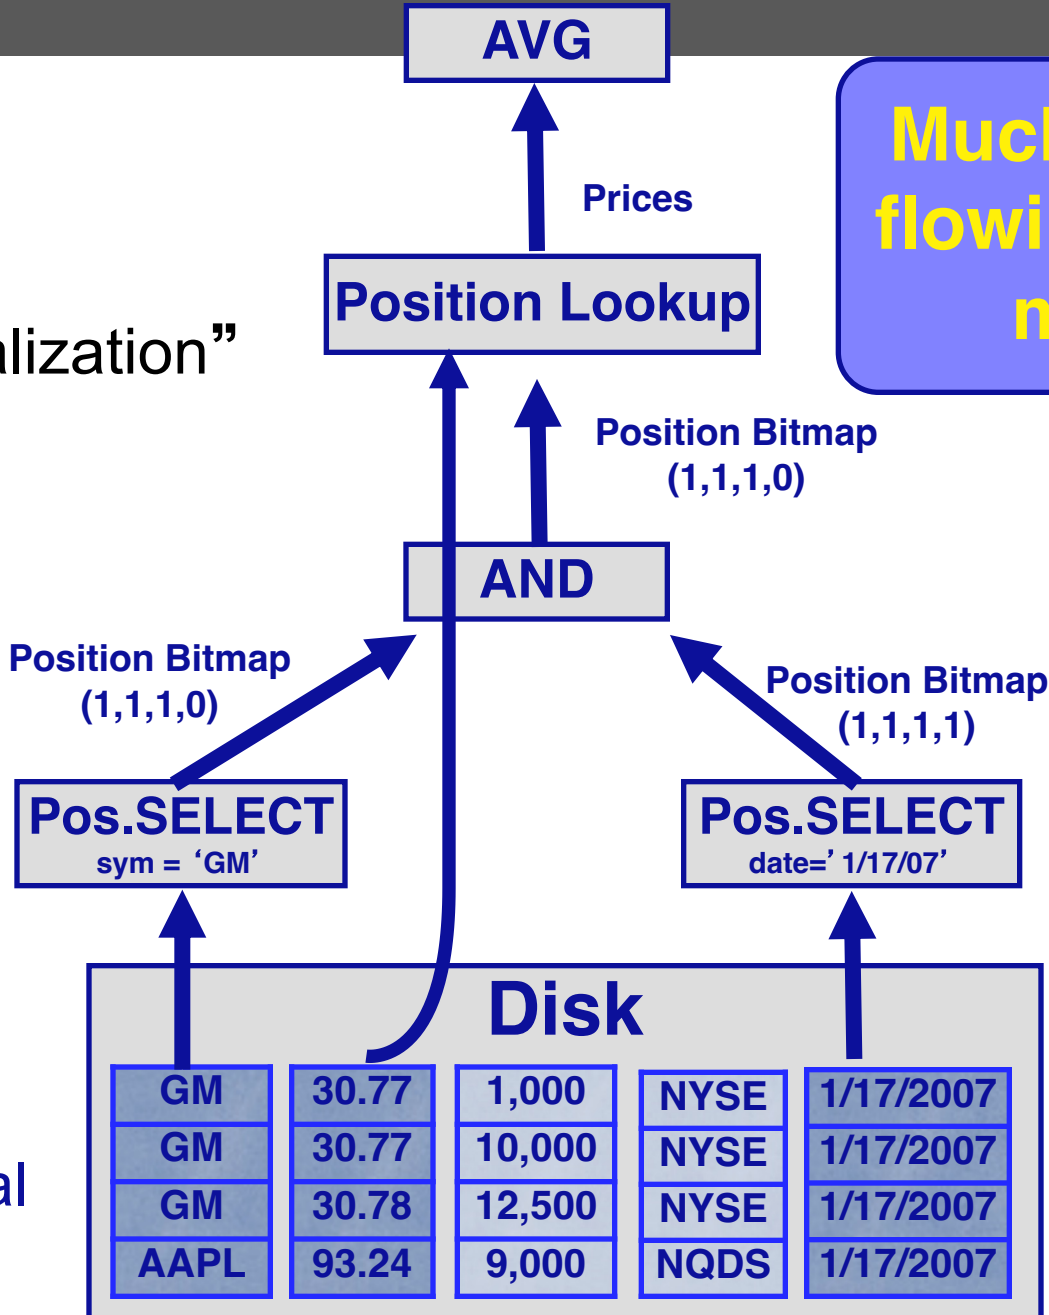 AVG
Prices
Position Lookup
alization”
flowi
Position Bitmap
(1,1,1,0)
AND
Position Bitmap
(1,1,1,0)
Position Bitmap
(1,1,1,1)
Pos.SELECT
sym = ‘GM’
Pos.SELECT
date=’ 1/17/07’
Disk
GM 30.77 1,000 NYSE 1/17/2007
GM 30.77 10,000 NYSE 1/17/2007
GM 30.78 12,500 NYSE 1/17/2007
al
AAPL 93.24 9,000 NQDS 1/17/2007